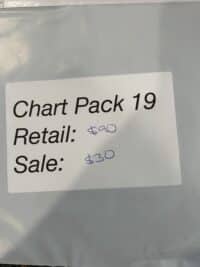 Chart Pack 19
Retail: $90
Sale: $30